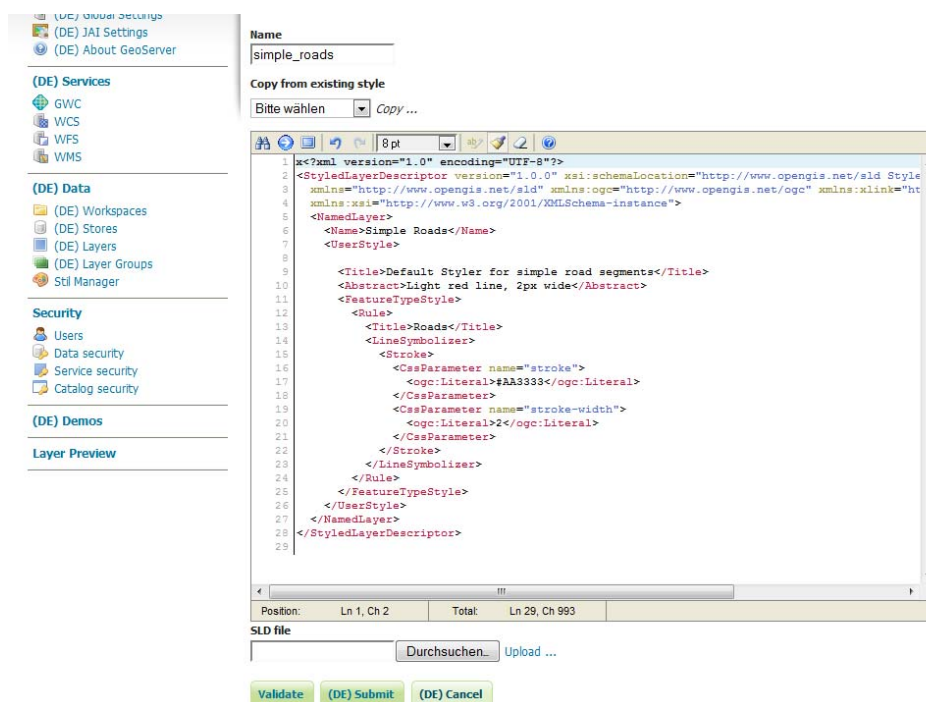 (DE) Global Settings
(DE) JAI Settings
(DE) About GeoServer
(DE) Services
GWC
WCS
WFS
WMS
(DE) Data
(DE) Workspaces
(DE) Stores
(DE) Layers
(DE) Layer Groups
Stil Manager
Security
Users
Data security
Service security
Catalog security
(DE) Demos
Layer Preview
Name
simple_roads
Copy from existing style
Bitte wählen Copy ...
8 pt
1 x<?xml version="1.0" encoding="UTF-8"?>
2 <StyledLayerDescriptor version="1.0.0" xsi:schemaLocation="http://www.opengis.net/sld Style
3 xmlns="http://www.opengis.net/sld" xmlns:ogc="http://www.opengis.net/ogc" xmlns:xlink="ht
4 xmlns:xsi="http://www.w3.org/2001/XMLSchema-instance">
5 <NamedLayer>
6 <Name>Simple Roads</Name>
7 <UserStyle>
8
9 <Title>Default Styler for simple road segments</Title>
10 <Abstract>Light red line, 2px wide</Abstract>
11 <FeatureTypeStyle>
12 <Rule>
13 <Title>Roads</Title>
14 <LineSymbolizer>
15 <Stroke>
16 <CssParameter name="stroke">
17 <ogc:Literal>#AA3333</ogc:Literal>
18 </CssParameter>
19 <CssParameter name="stroke-width">
20 <ogc:Literal>2</ogc:Literal>
21 </CssParameter>
22 </Stroke>
23 </LineSymbolizer>
24 </Rule>
25 </FeatureTypeStyle>
26 </UserStyle>
27 </NamedLayer>
28 </StyledLayerDescriptor>
29
Position: Ln 1, Ch 2 Total: Ln 29, Ch 993
SLD file
Durchsuchen... Upload ...
Validate (DE) Submit (DE) Cancel